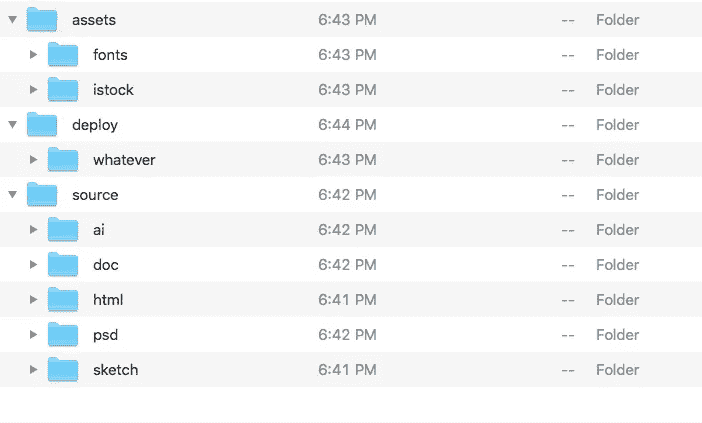 assets 6:43 PM -- Folder
fonts 6:43 PM -- Folder
istock 6:43 PM -- Folder
deploy 6:44 PM -- Folder
whatever 6:43 PM -- Folder
source 6:42 PM -- Folder
ai 6:42 PM -- Folder
doc 6:42 PM -- Folder
html 6:41 PM -- Folder
psd 6:42 PM -- Folder
sketch 6:41 PM -- Folder